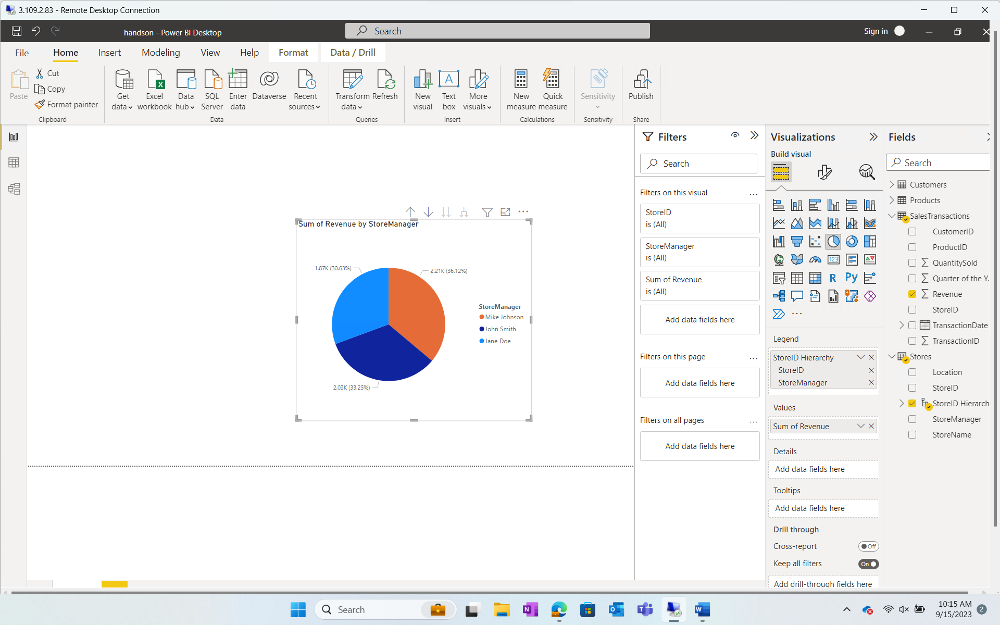 3.109.2.83 - Remote Desktop Connection
handson - Power BI Desktop
Search
Sign in
File
Home
Insert
Modeling
View
Help
Format
Data / Drill
Paste
Cut
Copy
Format painter
Clipboard
Get
data
Excel
workbook
Data
hub
SQL
Server
Enter
data
Dataverse
Recent
sources
Data
Transform
data
Refresh
Queries
New
visual
A
Text
box
More
visuals
Insert
New
measure
Quick
measure
Calculations
Sensitivity
Sensitivity
Publish
Share
Sum of Revenue by StoreManager
1.87K (30.63%)
2.21K (36.12%)
2.03K (33.25%)
StoreManager
Mike Johnson
John Smith
Jane Doe
Filters
Search
Filters on this visual
...
StoreID
is (All)
StoreManager
is (All)
Sum of Revenue
is (All)
Add data fields here
Filters on this page
...
Add data fields here
Filters on all pages
...
Add data fields here
Visualizations
Build visual
123
R
Py
...
Legend
StoreID Hierarchy
StoreID
StoreManager
Values
Sum of Revenue
Details
Add data fields here
Tooltips
Add data fields here
Drill through
Cross-report
Off
Keep all filters
On
Add drill-through fields here
Fields
Search
Customers
Products
SalesTransactions
CustomerID
ProductID
∑ QuantitySold
∑ Quarter of the Y.
∑ Revenue
StoreID
TransactionDate
∑ TransactionID
Stores
Location
StoreID
StoreID Hierarch
StoreManager
StoreName
Search
10:15 AM
9/15/2023
2